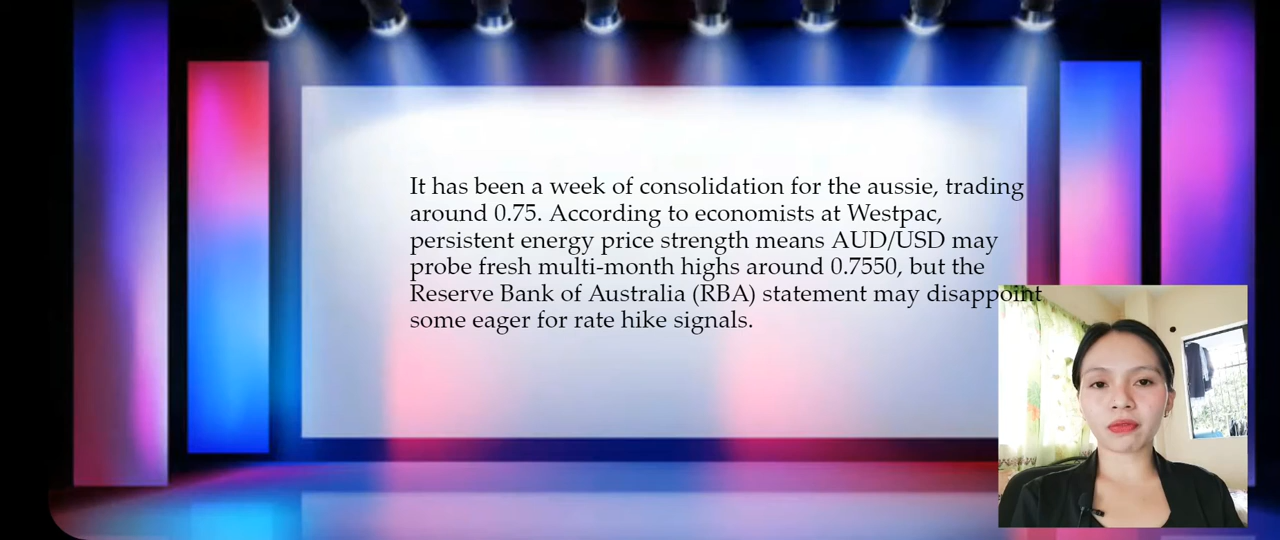 It has been a week of consolidation for the aussie, trading
around 0.75. According to economists at Westpac,
persistent energy price strength means AUD/USD may
probe fresh multi-month highs around 0.7550, but the
Reserve Bank of Australia (RBA) statement may disappoint
some eager for rate hike signals.